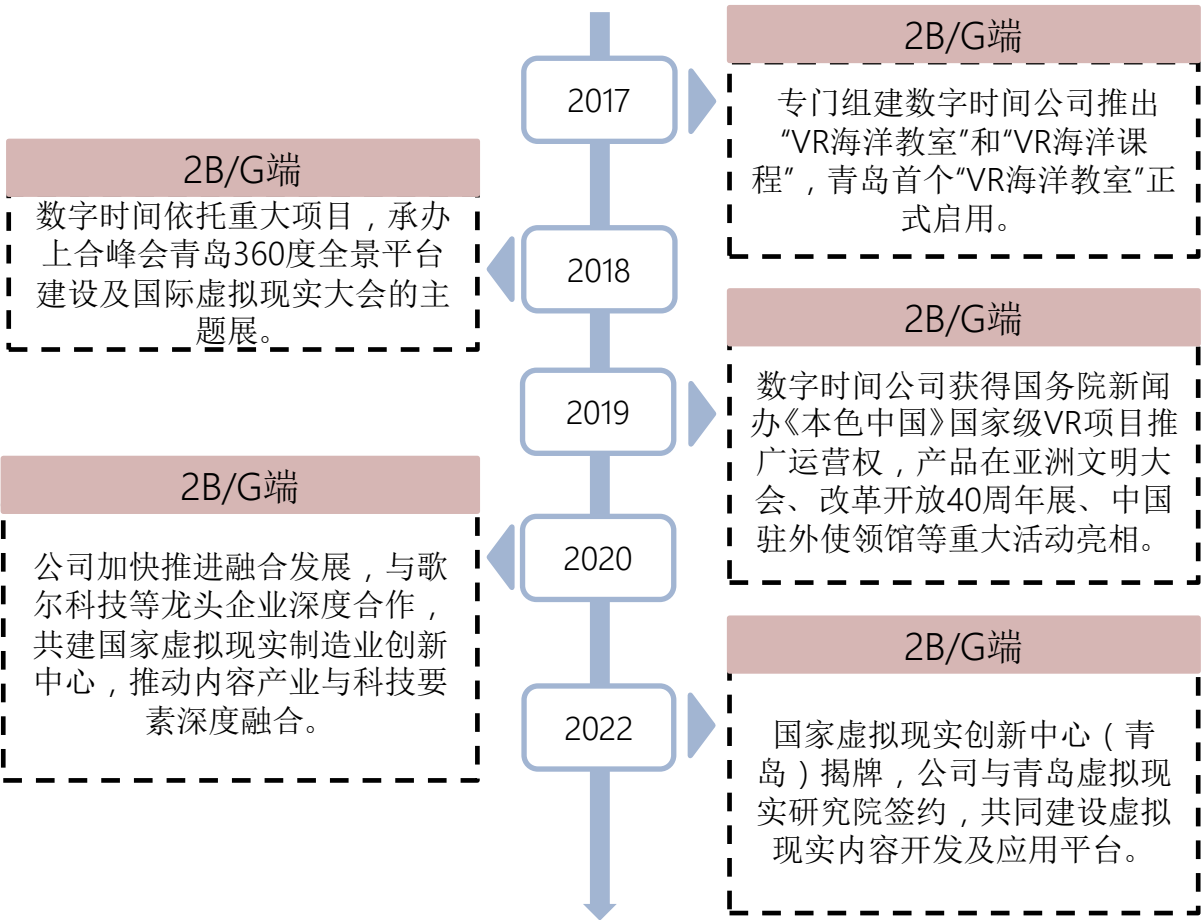 2017
2B/G端
专门组建数字时间公司推出
“VR海洋教室”和“VR海洋课
程”，青岛首个“VR海洋教室”正
式启用。
2018
2B/G端
数字时间依托重大项目，承办
上合峰会青岛360度全景平台
建设及国际虚拟现实大会的主
题展。
2019
2B/G端
数字时间公司获得国务院新闻
办《本色中国》国家级VR项目推
广运营权，产品在亚洲文明大
会、改革开放40周年展、中国
驻外使领馆等重大活动亮相。
2020
2B/G端
公司加快推进融合发展，与歌
尔科技等龙头企业深度合作，
共建国家虚拟现实制造业创新
中心，推动内容产业与科技要
素深度融合。
2022
2B/G端
国家虚拟现实创新中心（青
岛）揭牌，公司与青岛虚拟现
实研究院签约，共同建设虚拟
现实内容开发及应用平台。